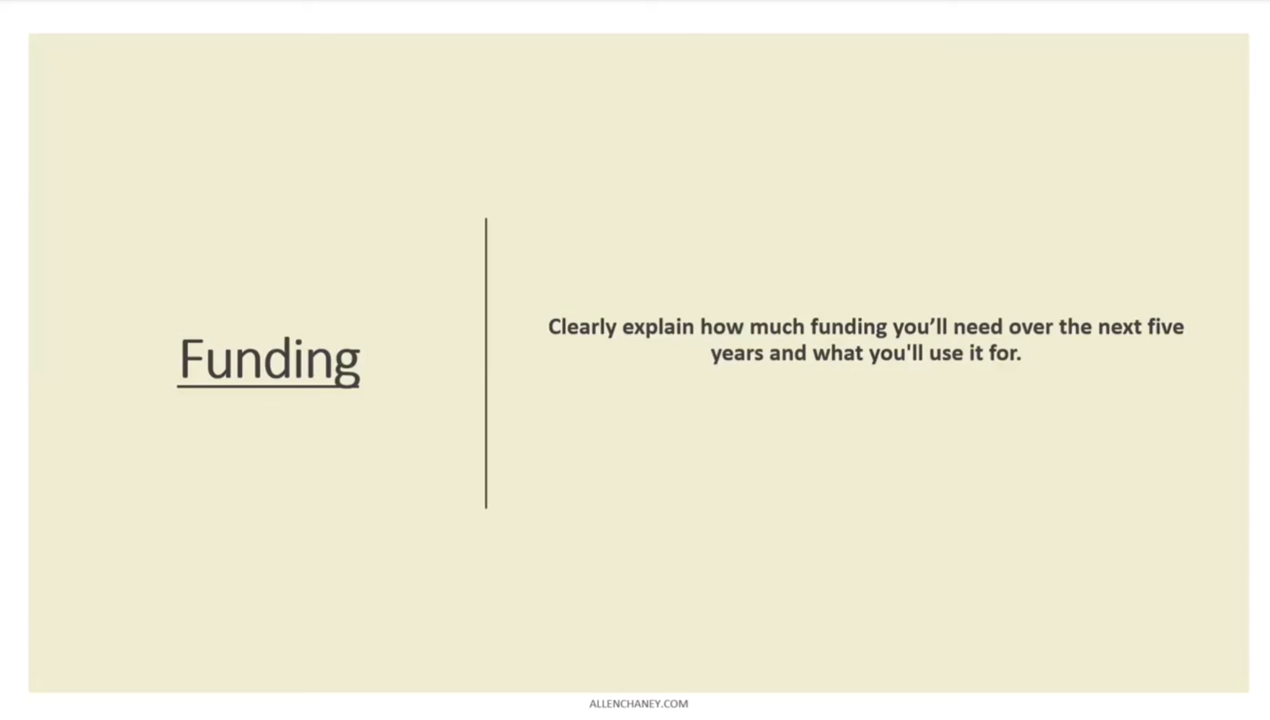 Funding
Clearly explain how much funding you’ll need over the next five
years and what you'll use it for.
ALLENCHANEY.COM